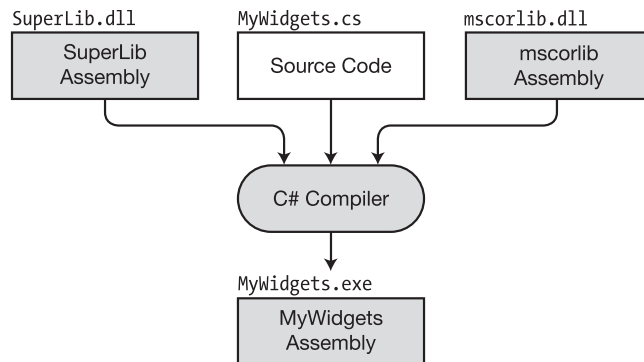 SuperLib.dll
MyWidgets.cs
mscorlib.dll
SuperLib
Assembly
Source Code
mscorlib
Assembly
C# Compiler
MyWidgets.exe
MyWidgets
Assembly